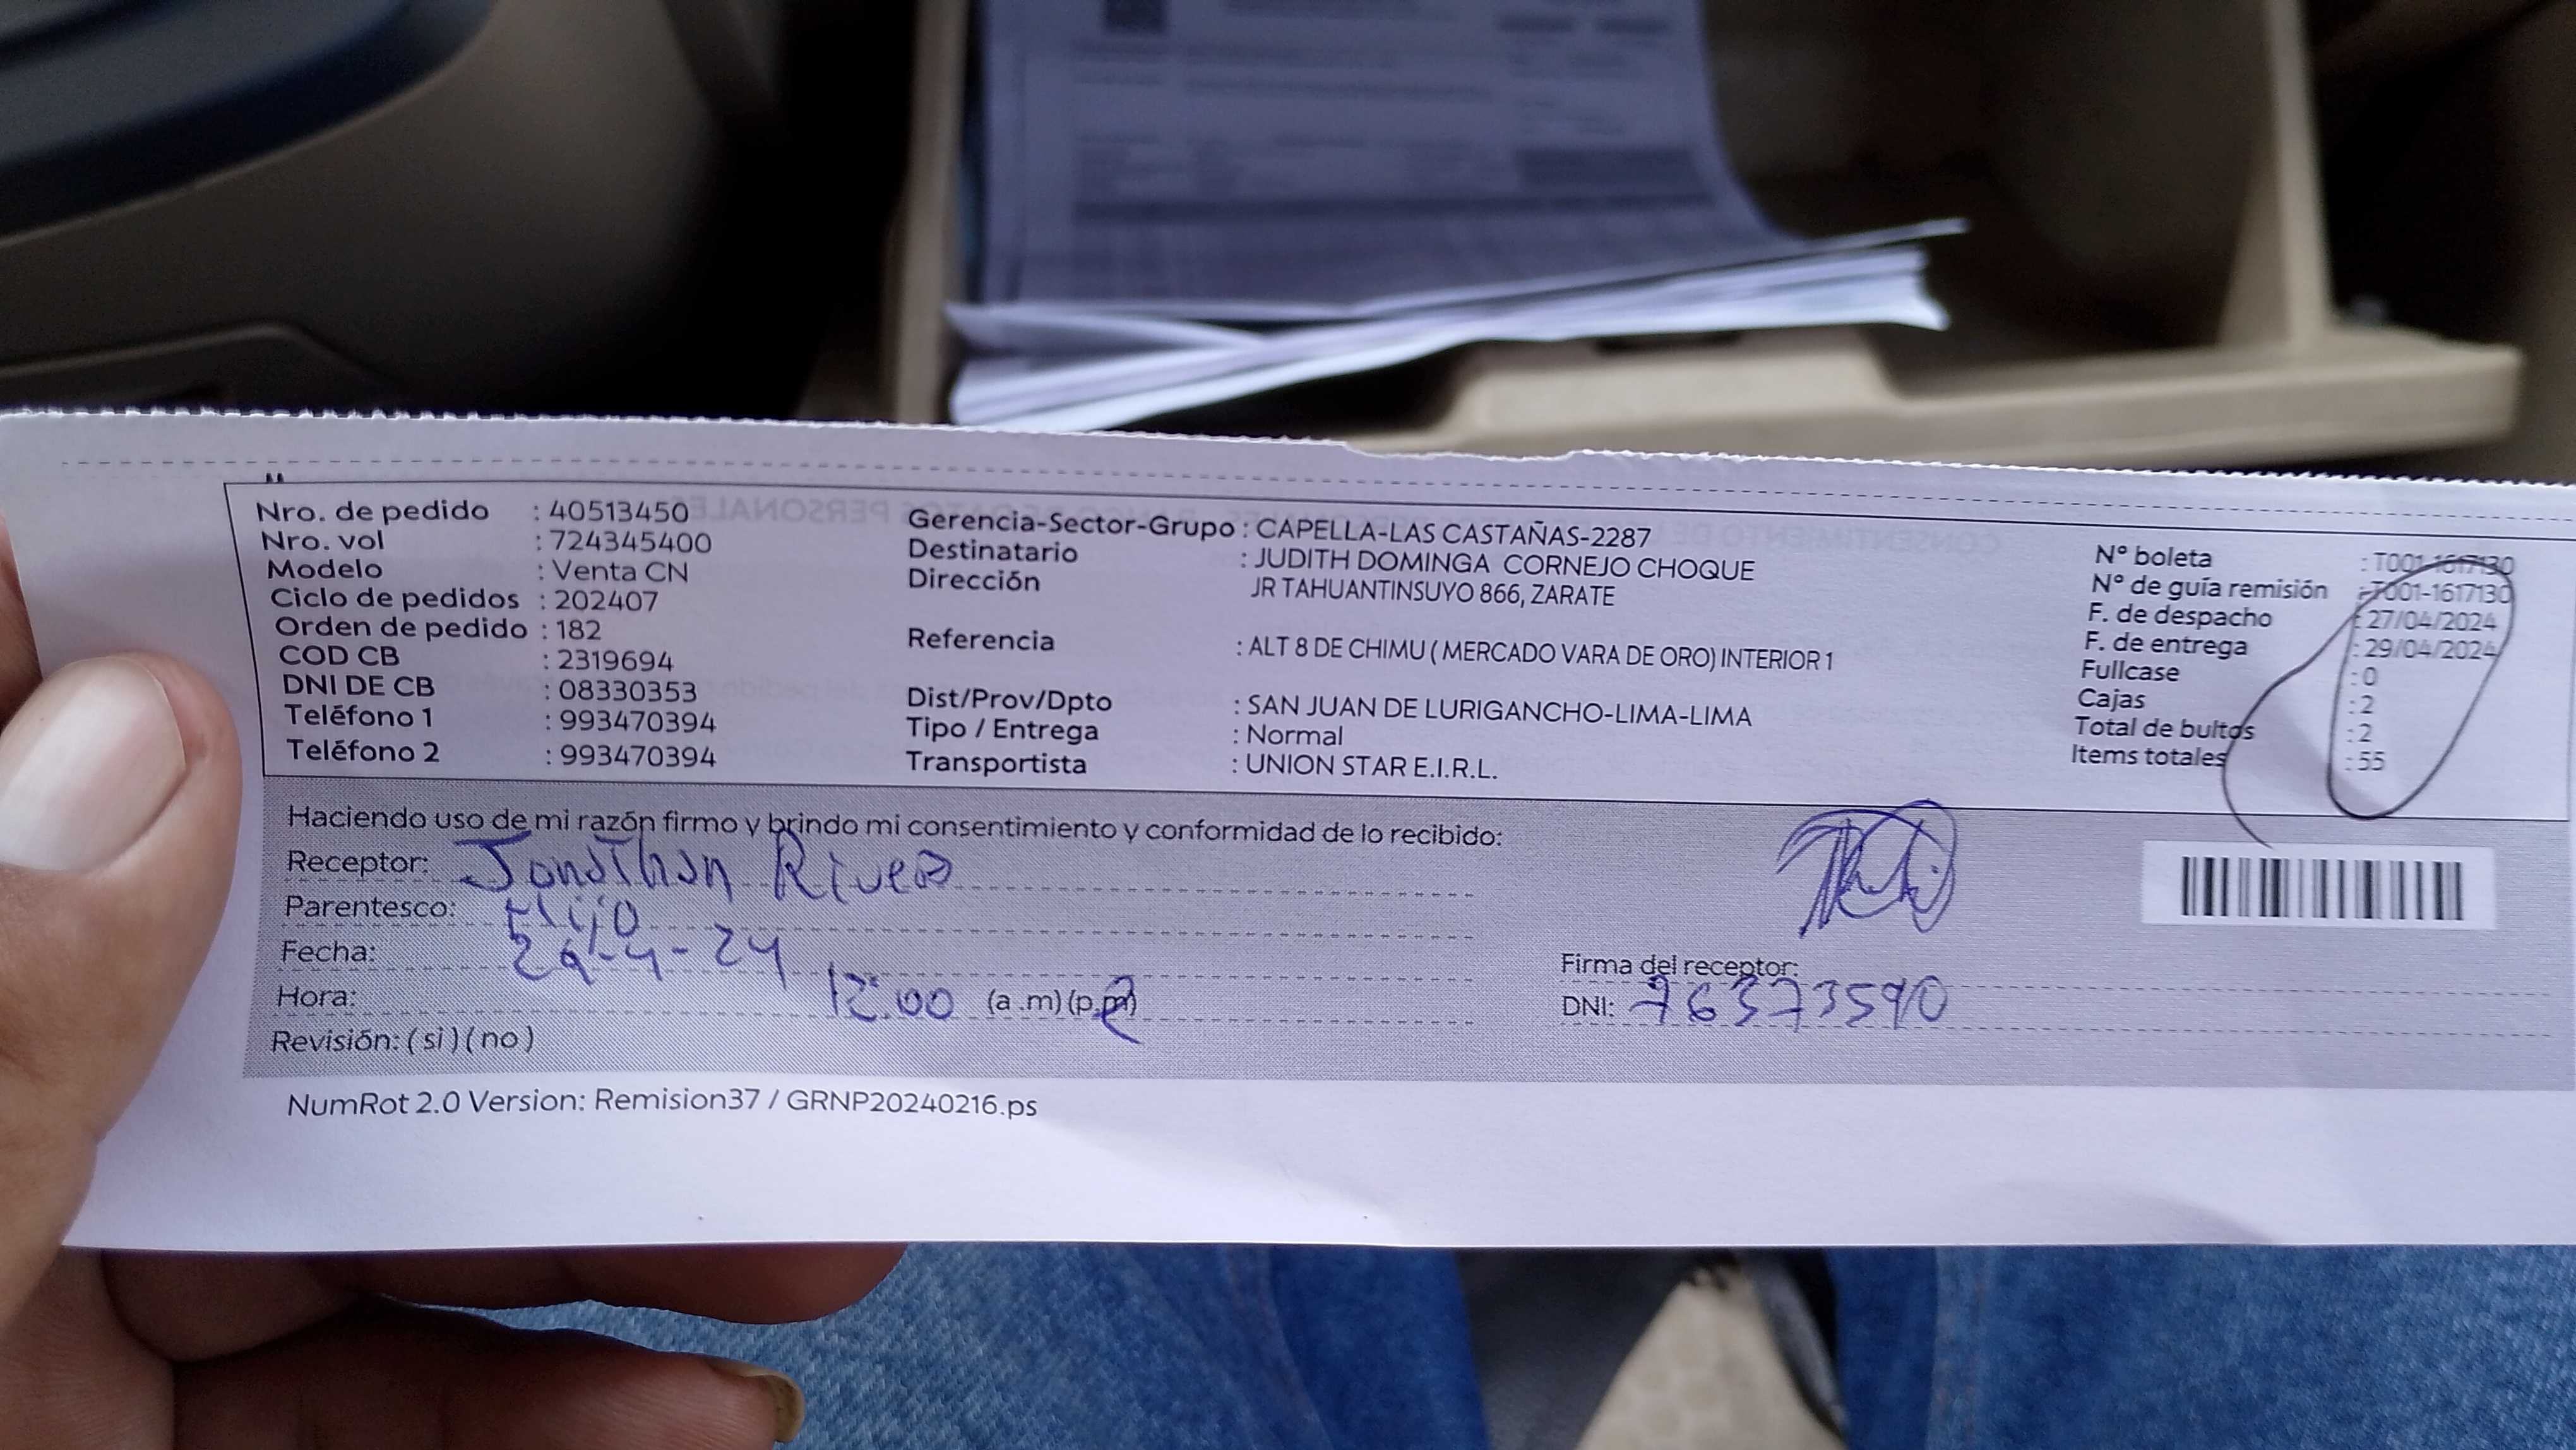 Nro. de pedido : 40513450
Nro. vol : 724345400
Modelo : Venta CN
Ciclo de pedidos : 202407
Orden de pedido : 182
COD CB : 2319694
DNI DE CB : 08330353
Teléfono 1 : 993470394
Teléfono 2 : 993470394
Gerencia-Sector-Grupo : CAPELLA-LAS CASTAÑAS-2287
Destinatario : JUDITH DOMINGA CORNEJO CHOQUE
Dirección JR TAHUANTINSUYO 866, ZARATE
Referencia : ALT 8 DE CHIMU ( MERCADO VARA DE ORO) INTERIOR 1
Dist/Prov/Dpto : SAN JUAN DE LURIGANCHO-LIMA-LIMA
Tipo / Entrega : Normal
Transportista : UNION STAR E.I.R.L.
N° boleta : T001-1617130
N° de guía remisión : T001-1617130
F. de despacho : 27/04/2024
F. de entrega : 29/04/2024
Fullcase : 0
Cajas : 2
Total de bultos : 2
Items totales : 55
Haciendo uso de mi razón firmo y brindo mi consentimiento y conformidad de lo recibido:
Receptor: Jonathan
Parentesco: Hijo
Fecha: 29-4-24
Hora: 12:00 (a.m) (p.m)
Revisión: ( si ) ( no )
Firma del receptor:
DNI: 76373590
NumRot 2.0 Version: Remision37 / GRNP20240216.ps